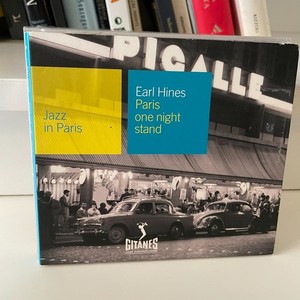 PIGALLE
Jazz
in Paris
Earl Hines
Paris
one night
stand
GITANES